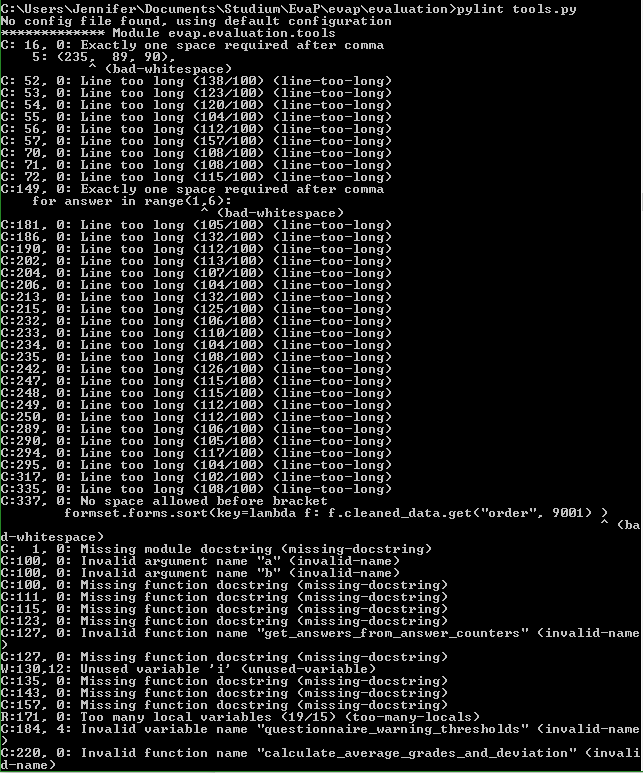 C:\Users\Jennifer\Documents\Studium\EvaP\evap\evaluation>pylint tools.py
No config file found, using default configuration
************* Module evap.evaluation.tools
C: 16, 0: Exactly one space required after comma
    5: (235,  89, 90),
           ^ (bad-whitespace)
C: 52, 0: Line too long (138/100) (line-too-long)
C: 53, 0: Line too long (123/100) (line-too-long)
C: 54, 0: Line too long (120/100) (line-too-long)
C: 55, 0: Line too long (104/100) (line-too-long)
C: 56, 0: Line too long (112/100) (line-too-long)
C: 57, 0: Line too long (157/100) (line-too-long)
C: 70, 0: Line too long (108/100) (line-too-long)
C: 71, 0: Line too long (108/100) (line-too-long)
C: 72, 0: Line too long (115/100) (line-too-long)
C:149, 0: Exactly one space required after comma
    for answer in range(1,6):
                         ^ (bad-whitespace)
C:181, 0: Line too long (105/100) (line-too-long)
C:186, 0: Line too long (132/100) (line-too-long)
C:190, 0: Line too long (112/100) (line-too-long)
C:202, 0: Line too long (113/100) (line-too-long)
C:204, 0: Line too long (107/100) (line-too-long)
C:206, 0: Line too long (104/100) (line-too-long)
C:213, 0: Line too long (132/100) (line-too-long)
C:215, 0: Line too long (125/100) (line-too-long)
C:232, 0: Line too long (106/100) (line-too-long)
C:233, 0: Line too long (110/100) (line-too-long)
C:234, 0: Line too long (104/100) (line-too-long)
C:235, 0: Line too long (108/100) (line-too-long)
C:242, 0: Line too long (126/100) (line-too-long)
C:247, 0: Line too long (115/100) (line-too-long)
C:248, 0: Line too long (115/100) (line-too-long)
C:249, 0: Line too long (112/100) (line-too-long)
C:250, 0: Line too long (112/100) (line-too-long)
C:289, 0: Line too long (106/100) (line-too-long)
C:290, 0: Line too long (105/100) (line-too-long)
C:294, 0: Line too long (117/100) (line-too-long)
C:295, 0: Line too long (104/100) (line-too-long)
C:317, 0: Line too long (102/100) (line-too-long)
C:335, 0: Line too long (108/100) (line-too-long)
C:337, 0: No space allowed before bracket
        formset.forms.sort(key=lambda f: f.cleaned_data.get("order", 9001) )
                                                                           ^ (ba
d-whitespace)
C:  1, 0: Missing module docstring (missing-docstring)
C:100, 0: Invalid argument name "a" (invalid-name)
C:100, 0: Invalid argument name "b" (invalid-name)
C:100, 0: Missing function docstring (missing-docstring)
C:111, 0: Missing function docstring (missing-docstring)
C:115, 0: Missing function docstring (missing-docstring)
C:123, 0: Missing function docstring (missing-docstring)
C:127, 0: Invalid function name "get_answers_from_answer_counters" (invalid-name
)
C:127, 0: Missing function docstring (missing-docstring)
W:130,12: Unused variable 'i' (unused-variable)
C:135, 0: Missing function docstring (missing-docstring)
C:143, 0: Missing function docstring (missing-docstring)
C:157, 0: Missing function docstring (missing-docstring)
R:171, 0: Too many local variables (19/15) (too-many-locals)
C:184, 4: Invalid variable name "questionnaire_warning_thresholds" (invalid-name
)
C:220, 0: Invalid function name "calculate_average_grades_and_deviation" (invali
d-name)